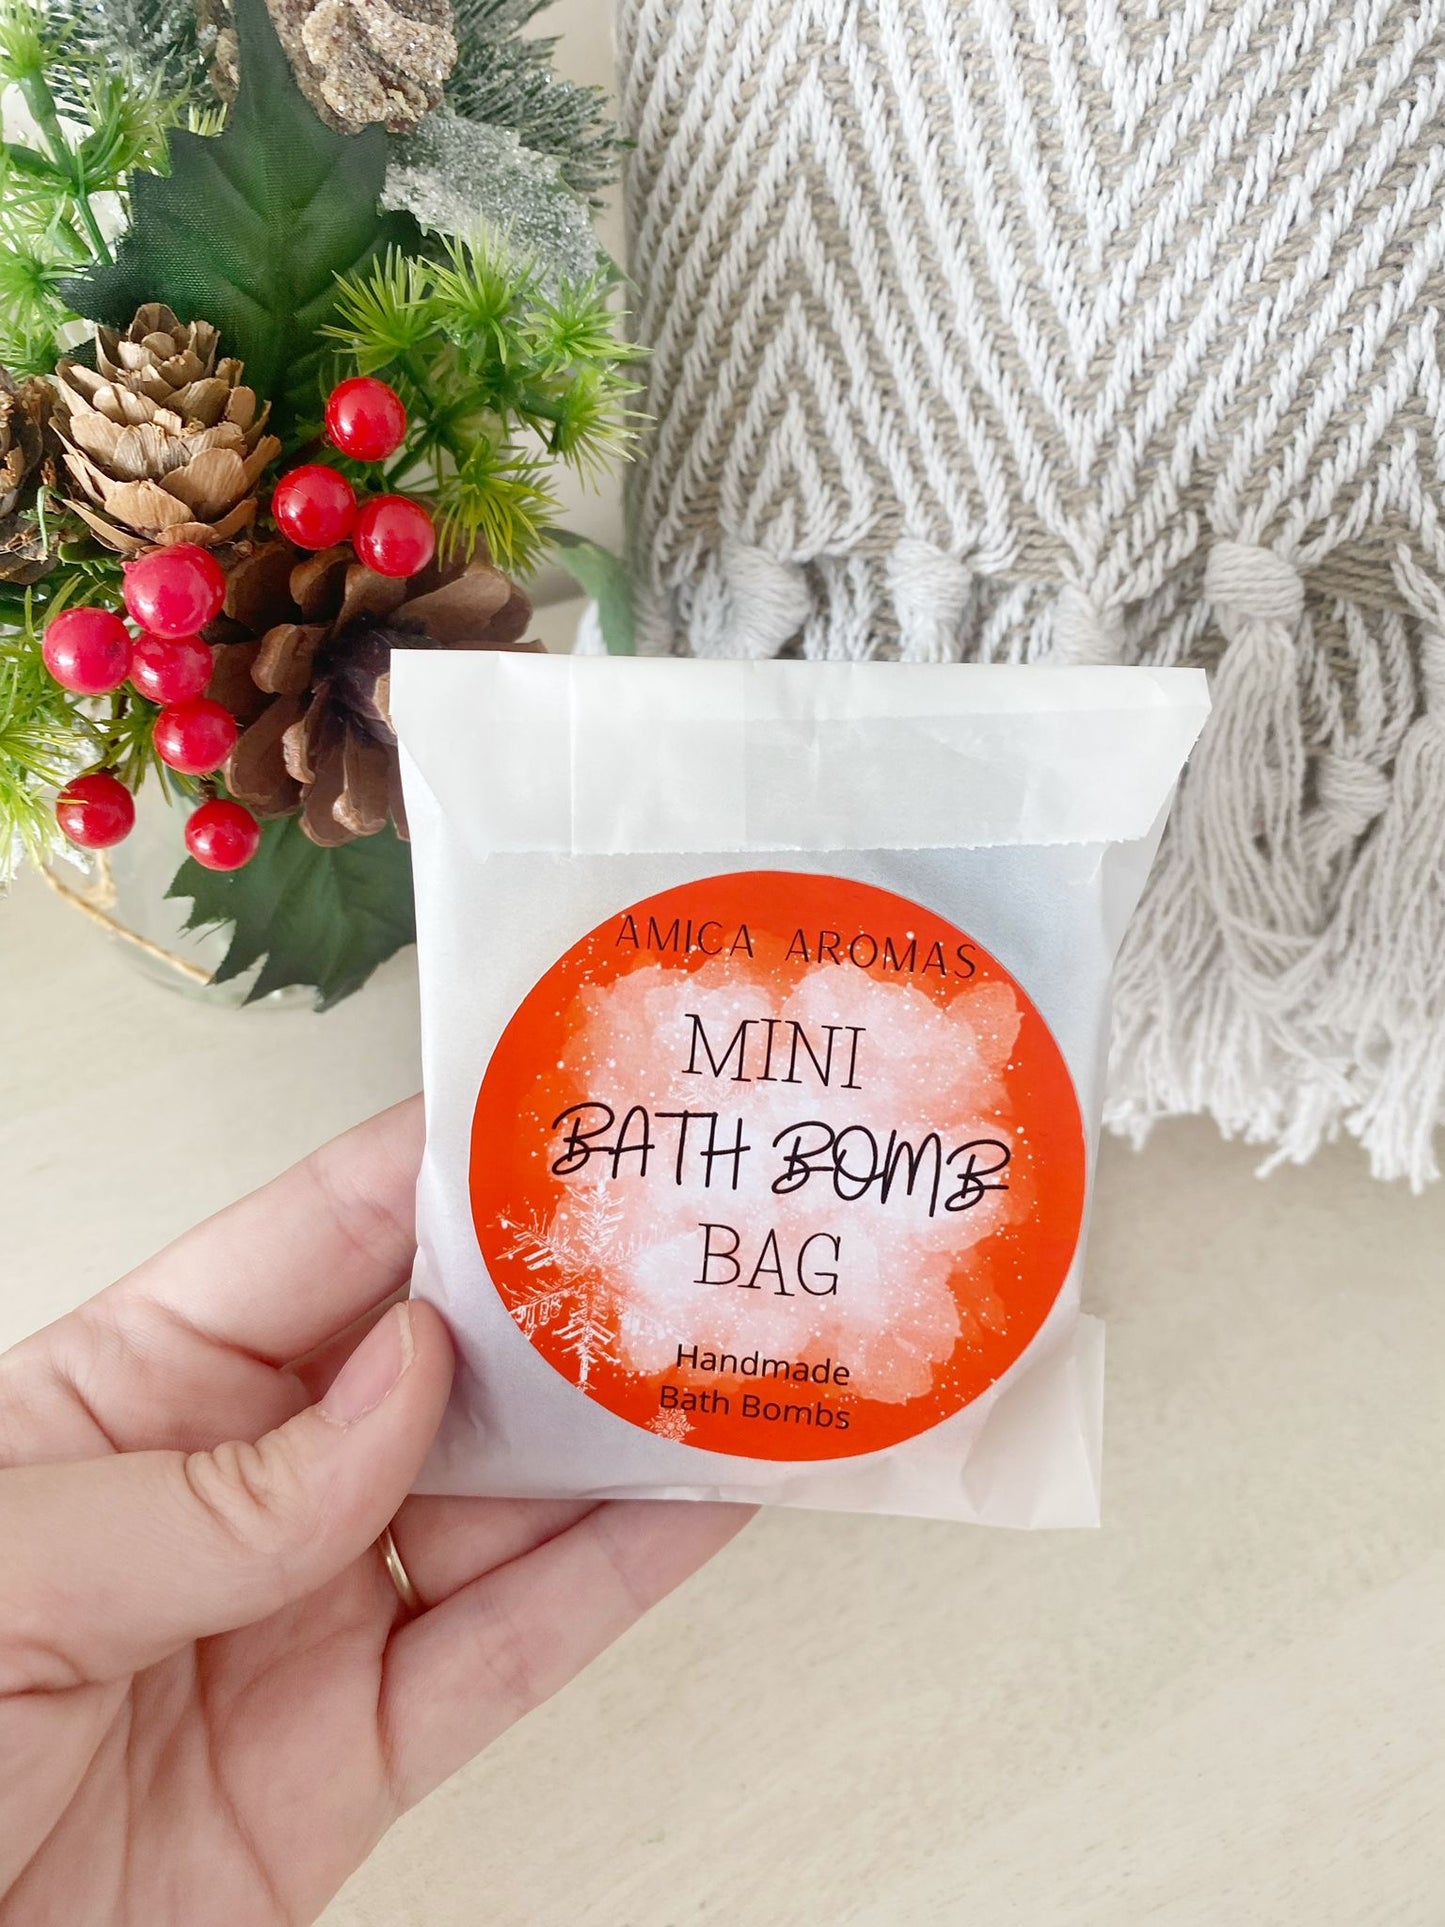 AMICA AROMAS
MINI
BATH BOMB
BAG
Handmade
Bath Bombs